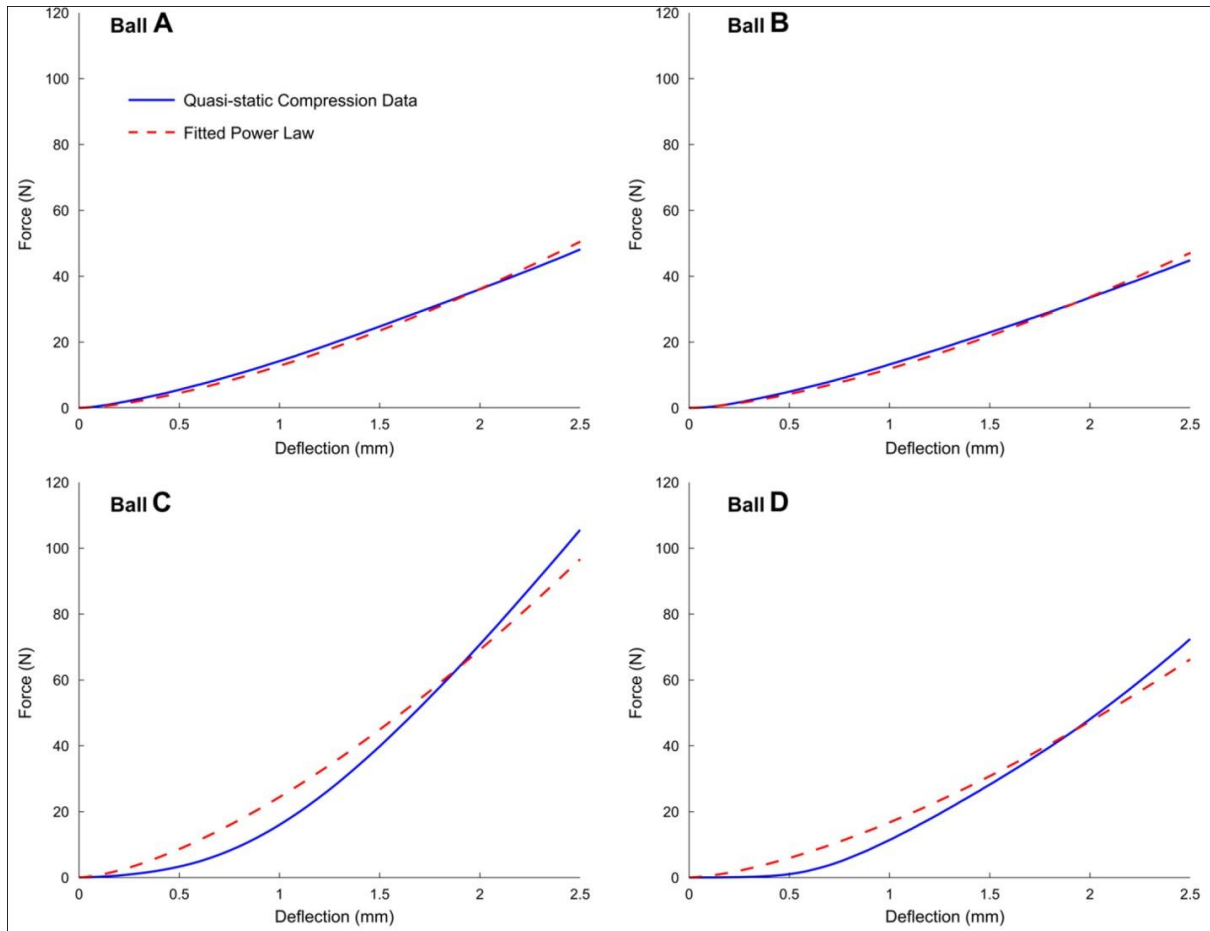 Ball A
120
100
80
60
40
20
0
Force (N)
Quasi-static Compression Data
Fitted Power Law
0 0.5 1 1.5 2 2.5
Deflection (mm)
Ball B
120
100
80
60
40
20
0
Force (N)
0 0.5 1 1.5 2 2.5
Deflection (mm)
Ball C
120
100
80
60
40
20
0
Force (N)
0 0.5 1 1.5 2 2.5
Deflection (mm)
Ball D
120
100
80
60
40
20
0
Force (N)
0 0.5 1 1.5 2 2.5
Deflection (mm)